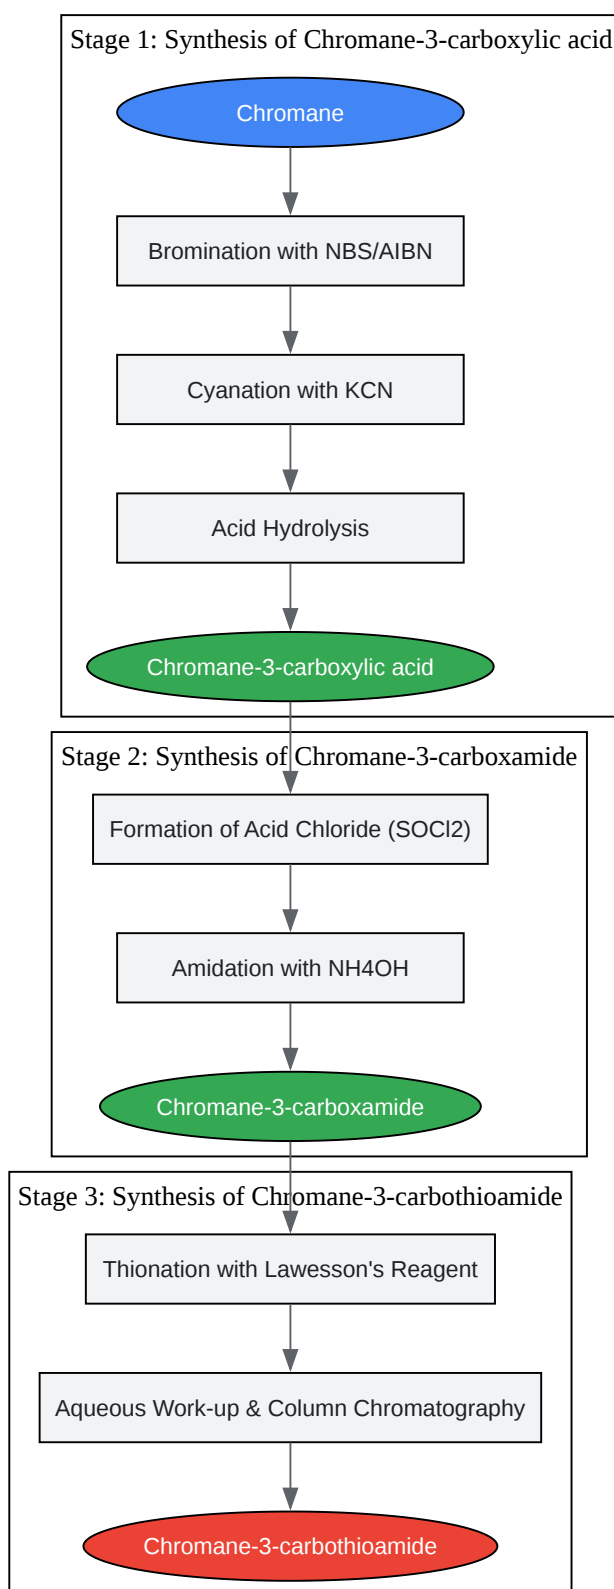 Stage 1: Synthesis of Chromane-3-carboxylic acid
Chromane
Bromination with NBS/AIBN
Cyanation with KCN
Acid Hydrolysis
Chromane-3-carboxylic acid
Stage 2: Synthesis of Chromane-3-carboxamide
Formation of Acid Chloride (SOCl2)
Amidation with NH4OH
Chromane-3-carboxamide
Stage 3: Synthesis of Chromane-3-carbothioamide
Thionation with Lawesson's Reagent
Aqueous Work-up & Column Chromatography
Chromane-3-carbothioamide